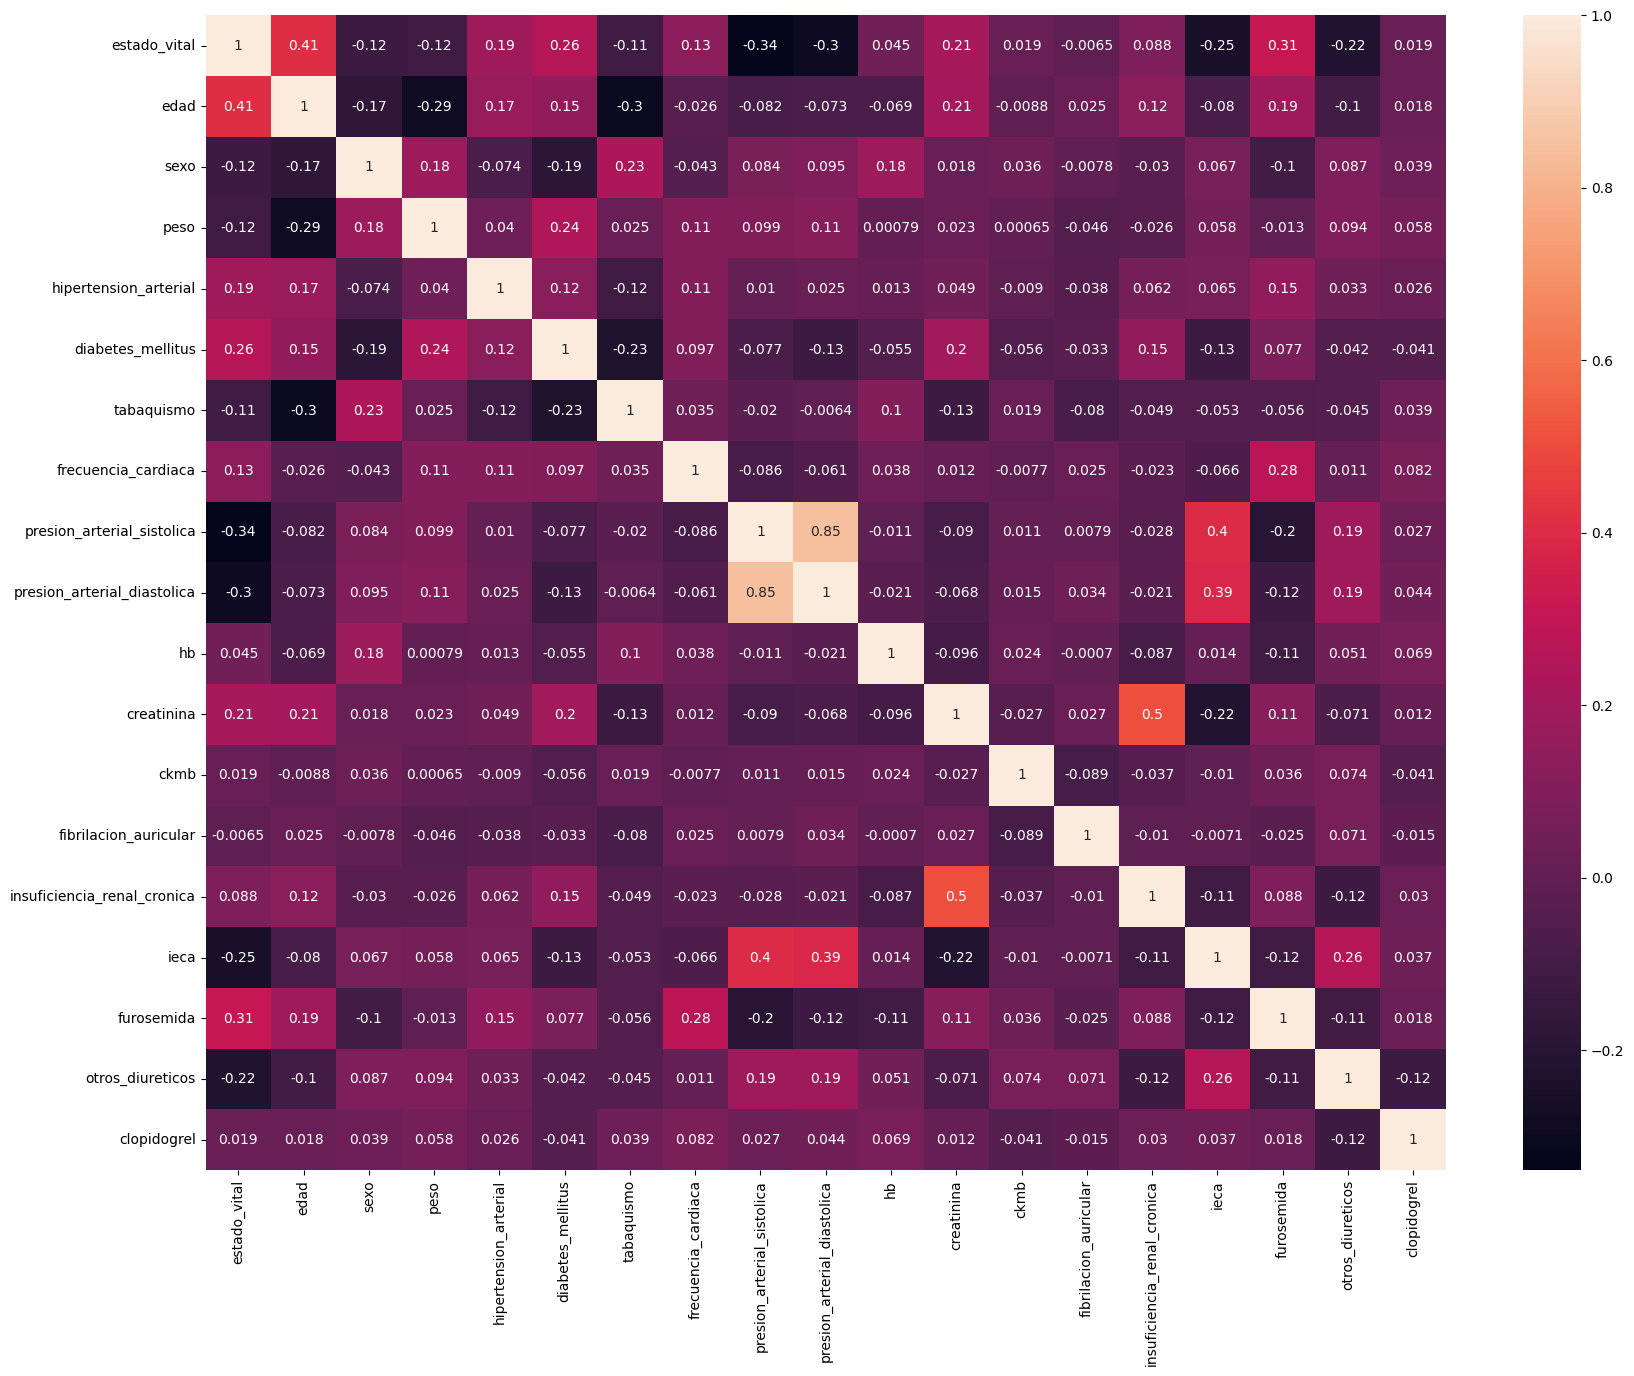 estado_vital 1 0.41 -0.12 -0.12 0.19 0.26 -0.11 0.13 -0.34 -0.3 0.045 0.21 0.019 -0.0065 0.088 -0.25 0.31 -0.22 0.019
edad 0.41 1 -0.17 -0.29 0.17 0.15 -0.3 -0.026 -0.082 -0.073 -0.069 0.21 -0.0088 0.025 0.12 -0.08 0.19 -0.1 0.018
sexo -0.12 -0.17 1 0.18 -0.074 -0.19 0.23 -0.043 0.084 0.095 0.18 0.018 0.036 -0.0078 -0.03 0.067 -0.1 0.087 0.039
peso -0.12 -0.29 0.18 1 0.04 0.24 0.025 0.11 0.099 0.11 0.00079 0.023 0.00065 -0.046 -0.026 0.058 -0.013 0.094 0.058
hipertension_arterial 0.19 0.17 -0.074 0.04 1 0.12 -0.12 0.11 0.01 0.025 0.013 0.049 -0.009 -0.038 0.062 0.065 0.15 0.033 0.026
diabetes_mellitus 0.26 0.15 -0.19 0.24 0.12 1 -0.23 0.097 -0.077 -0.13 -0.055 0.2 -0.056 -0.033 0.15 -0.13 0.077 -0.042 -0.041
tabaquismo -0.11 -0.3 0.23 0.025 -0.12 -0.23 1 0.035 -0.02 -0.0064 0.1 -0.13 0.019 -0.08 -0.049 -0.053 -0.056 -0.045 0.039
frecuencia_cardiaca 0.13 -0.026 -0.043 0.11 0.11 0.097 0.035 1 -0.086 -0.061 0.038 0.012 -0.0077 0.025 -0.023 -0.066 0.28 0.011 0.082
presion_arterial_sistolica -0.34 -0.082 0.084 0.099 0.01 -0.077 -0.02 -0.086 1 0.85 -0.011 -0.09 0.011 0.0079 -0.028 0.4 -0.2 0.19 0.027
presion_arterial_diastolica -0.3 -0.073 0.095 0.11 0.025 -0.13 -0.0064 -0.061 0.85 1 -0.021 -0.068 0.015 0.034 -0.021 0.39 -0.12 0.19 0.044
hb 0.045 -0.069 0.18 0.00079 0.013 -0.055 0.1 0.038 -0.011 -0.021 1 -0.096 0.024 -0.0007 -0.087 0.014 -0.11 0.051 0.069
creatinina 0.21 0.21 0.018 0.023 0.049 0.2 -0.13 0.012 -0.09 -0.068 -0.096 1 -0.027 0.027 0.5 -0.22 0.11 -0.071 0.012
ckmb 0.019 -0.0088 0.036 0.00065 -0.009 -0.056 0.019 -0.0077 0.011 0.015 0.024 -0.027 1 -0.089 -0.037 -0.01 0.036 0.074 -0.041
fibrilacion_auricular -0.0065 0.025 -0.0078 -0.046 -0.038 -0.033 -0.08 0.025 0.0079 0.034 -0.0007 0.027 -0.089 1 -0.01 -0.0071 -0.025 0.071 -0.015
insuficiencia_renal_cronica 0.088 0.12 -0.03 -0.026 0.062 0.15 -0.049 -0.023 -0.028 -0.021 -0.087 0.5 -0.037 -0.01 1 -0.11 0.088 -0.12 0.03
ieca -0.25 -0.08 0.067 0.058 0.065 -0.13 -0.053 -0.066 0.4 0.39 0.014 -0.22 -0.01 -0.0071 -0.11 1 -0.12 0.26 0.037
furosemida 0.31 0.19 -0.1 -0.013 0.15 0.077 -0.056 0.28 -0.2 -0.12 -0.11 0.11 0.036 -0.025 0.088 -0.12 1 -0.11 0.018
otros_diureticos -0.22 -0.1 0.087 0.094 0.033 -0.042 -0.045 0.011 0.19 0.19 0.051 -0.071 0.074 0.071 -0.12 0.26 -0.11 1 -0.12
clopidogrel 0.019 0.018 0.039 0.058 0.026 -0.041 0.039 0.082 0.027 0.044 0.069 0.012 -0.041 -0.015 0.03 0.037 0.018 -0.12 1
estado_vital
edad
sexo
peso
hipertension_arterial
diabetes_mellitus
tabaquismo
frecuencia_cardiaca
presion_arterial_sistolica
presion_arterial_diastolica
hb
creatinina
ckmb
fibrilacion_auricular
insuficiencia_renal_cronica
ieca
furosemida
otros_diureticos
clopidogrel
1.0
0.8
0.6
0.4
0.2
0.0
−0.2